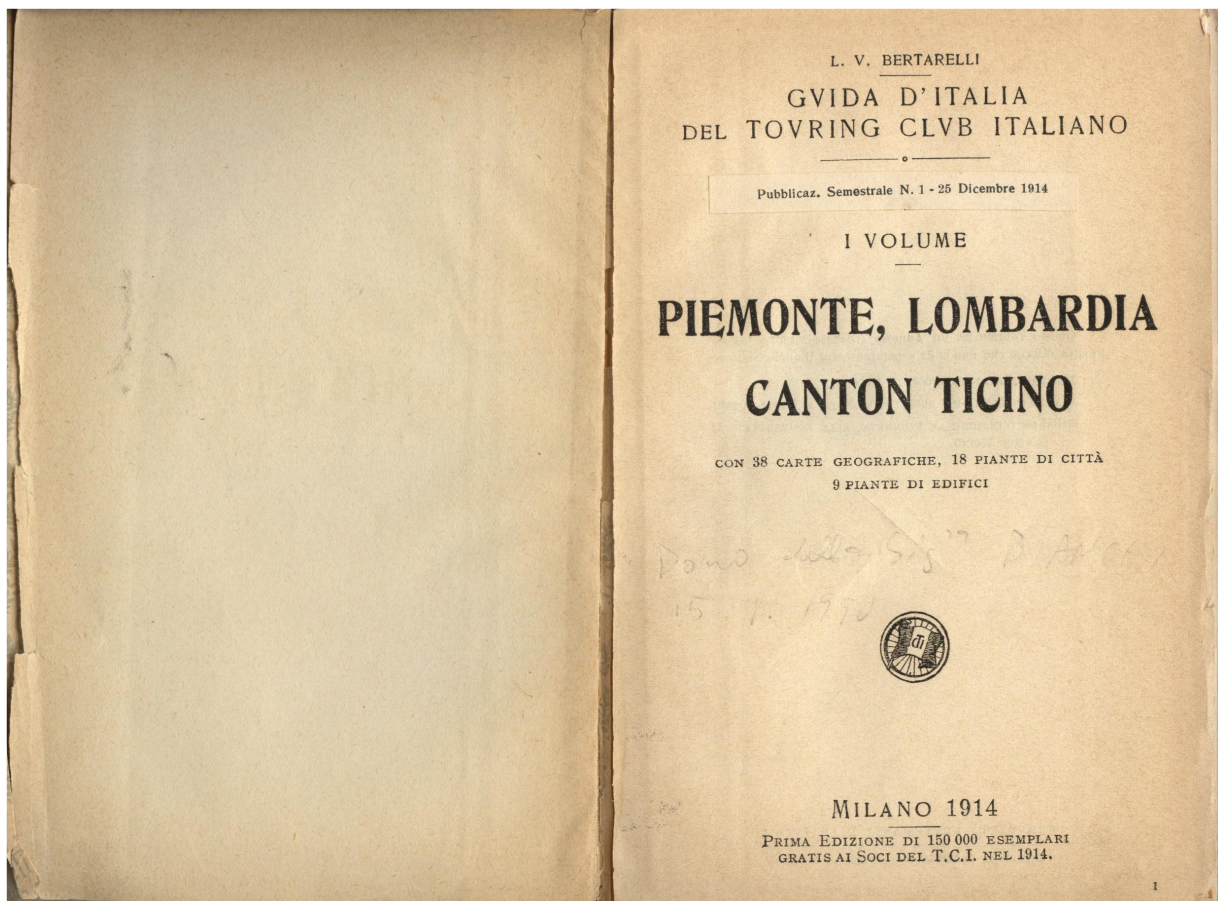 L. V. BERTARELLI
GVIDA D'ITALIA
DEL TOVRING CLVB ITALIANO
Pubblicaz. Semestrale N. 1 - 25 Dicembre 1914
I VOLUME
PIEMONTE, LOMBARDIA
CANTON TICINO
CON 38 CARTE GEOGRAFICHE, 18 PIANTE DI CITTÀ
9 PIANTE DI EDIFICI
Dono della Sig
15
MILANO 1914
PRIMA EDIZIONE DI 150 000 ESEMPLARI
GRATIS AI SOCI DEL T.C.I. NEL 1914.
1